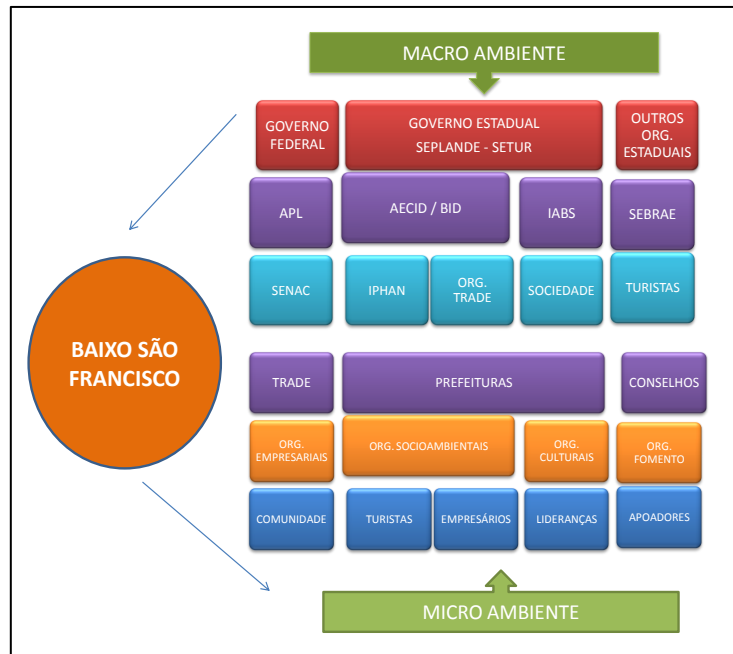 MACRO AMBIENTE
GOVERNO
FEDERAL
GOVERNO ESTADUAL
SEPLANDE - SETUR
OUTROS
ORG.
ESTADUAIS
APL
AECID / BID
IABS
SEBRAE
SENAC
IPHAN
ORG.
TRADE
SOCIEDADE
TURISTAS
BAIXO SÃO
FRANCISCO
TRADE
PREFEITURAS
CONSELHOS
ORG.
EMPRESARIAIS
ORG. SOCIOAMBIENTAIS
ORG.
CULTURAIS
ORG.
FOMENTO
COMUNIDADE
TURISTAS
EMPRESÁRIOS
LIDERANÇAS
APOADORES
MICRO AMBIENTE